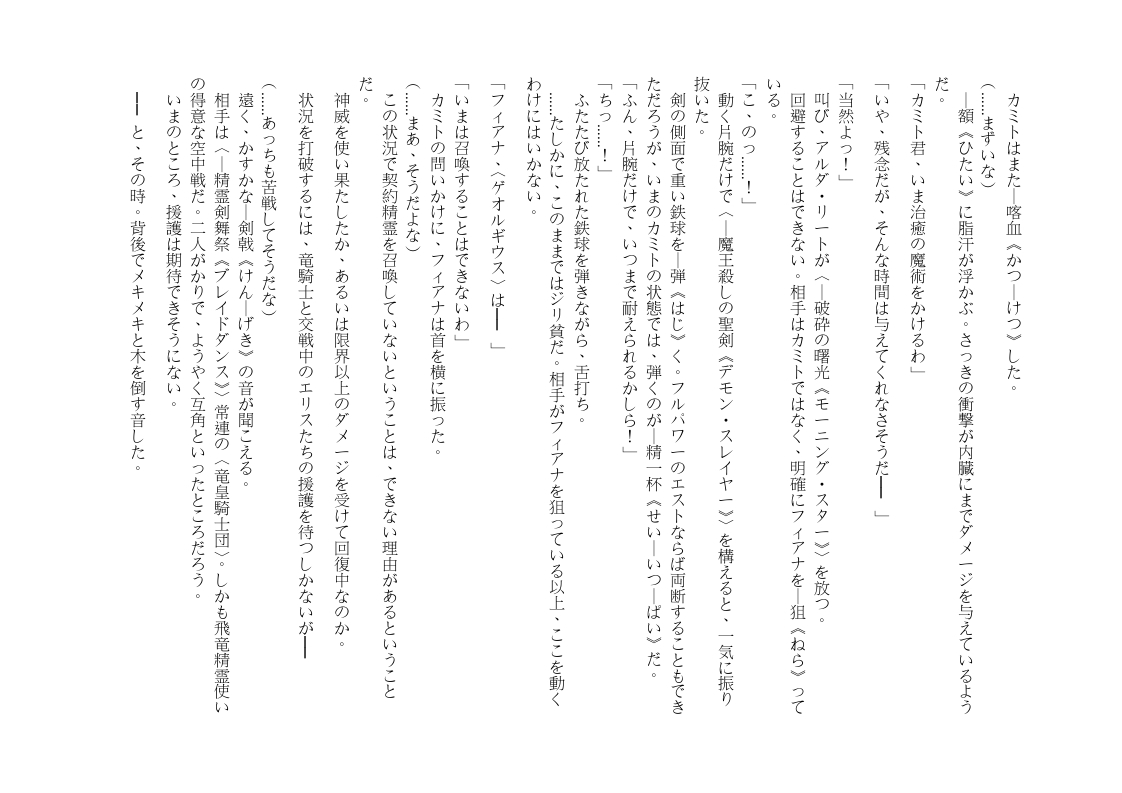 カミトはまた―喀血《かつ―けつ》した。
（……まずいな）
　―額《ひたい》に脂汗が浮かぶ。さっきの衝撃が内臓にまでダメージを与えているよう
だ。
「カミト君、いま治癒の魔術をかけるわ」
「いや、残念だが、そんな時間は与えてくれなさそうだ━━　」
「当然よっ！」
　叫び、アルダ・リートが〈―破砕の曙光《モーニング・スター》〉を放つ。
　回避することはできない。相手はカミトではなく、明確にフィアナを―狙《ねら》って
いる。
「こ、のっ……！」
　動く片腕だけで〈―魔王殺しの聖剣《デモン・スレイヤー》〉を構えると、一気に振り
抜いた。
　剣の側面で重い鉄球を―弾《はじ》く。フルパワーのエストならば両断することもでき
ただろうが、いまのカミトの状態では、弾くのが―精一杯《せい―いつ―ぱい》だ。
「ふん、片腕だけで、いつまで耐えられるかしら！」
「ちっ……！」
　ふたたび放たれた鉄球を弾きながら、舌打ち。
　……たしかに、このままではジリ貧だ。相手がフィアナを狙っている以上、ここを動く
わけにはいかない。
「フィアナ、〈ゲオルギウス〉は━━　」
「いまは召喚することはできないわ」
　カミトの問いかけに、フィアナは首を横に振った。
（……まあ、そうだよな）
　この状況で契約精霊を召喚していないということは、できない理由があるということ
だ。
　神威を使い果たしたか、あるいは限界以上のダメージを受けて回復中なのか。
　状況を打破するには、竜騎士と交戦中のエリスたちの援護を待つしかないが━━
（……あっちも苦戦してそうだな）
　遠く、かすかな―剣戟《けん―げき》の音が聞こえる。
　相手は〈―精霊剣舞祭《ブレイドダンス》〉常連の〈竜皇騎士団〉。しかも飛竜精霊使い
の得意な空中戦だ。二人がかりで、ようやく互角といったところだろう。
　いまのところ、援護は期待できそうにない。
　━━　と、その時。背後でメキメキと木を倒す音した。